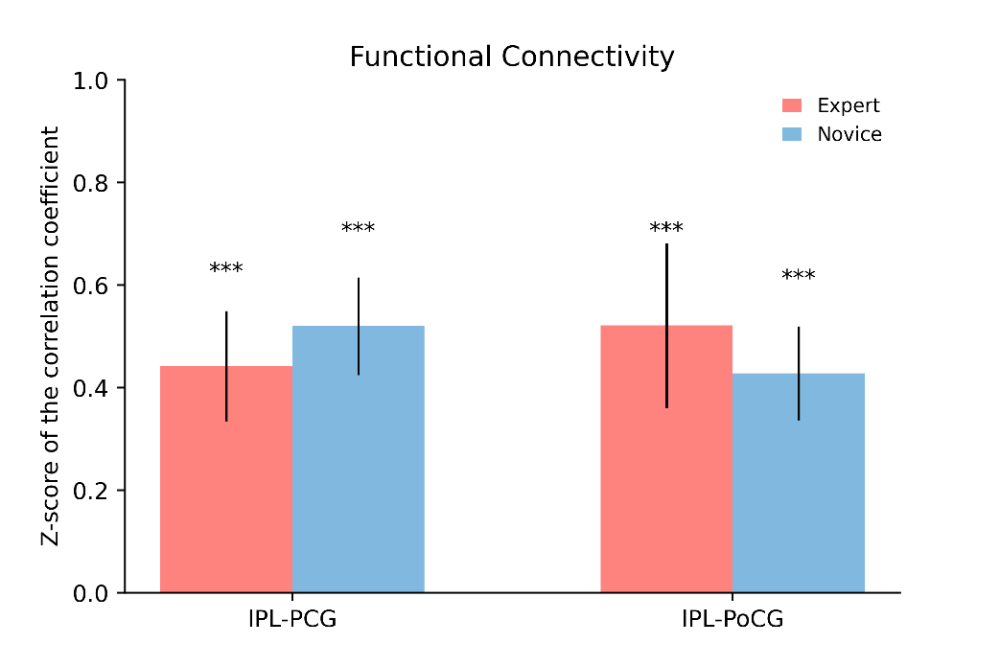 Functional Connectivity
Z-score of the correlation coefficient
1.0
0.8
0.6
0.4
0.2
0.0
Expert
Novice
***
***
***
***
IPL-PCG
IPL-PoCG